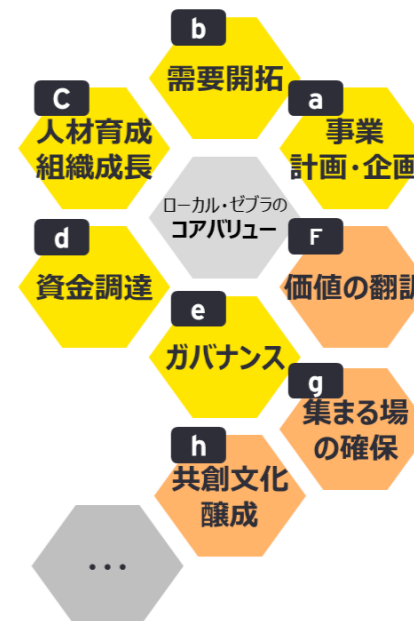 b
需要開拓
C
人材育成
組織成長
a
事業
計画・企画
ローカル・ゼブラの
コアバリュー
d
資金調達
F
価値の翻訳
e
ガバナンス
g
集まる場
の確保
h
共創文化
醸成
・・・